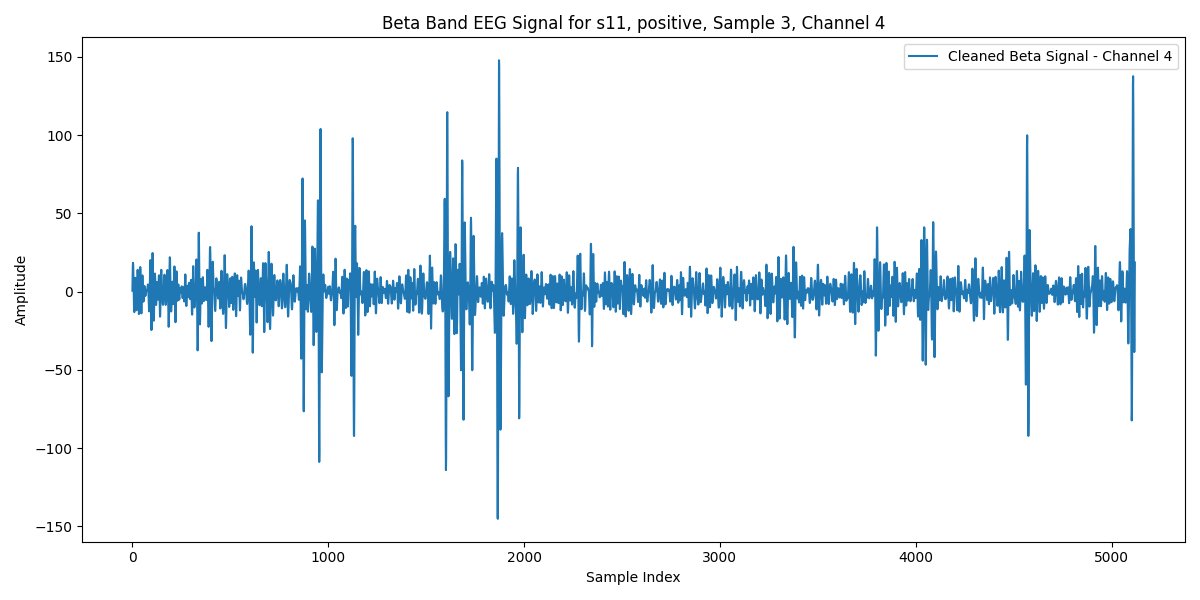 Beta Band EEG Signal for s11, positive, Sample 3, Channel 4
Cleaned Beta Signal - Channel 4
Amplitude
150
100
50
0
−50
−100
−150
0 1000 2000 3000 4000 5000
Sample Index